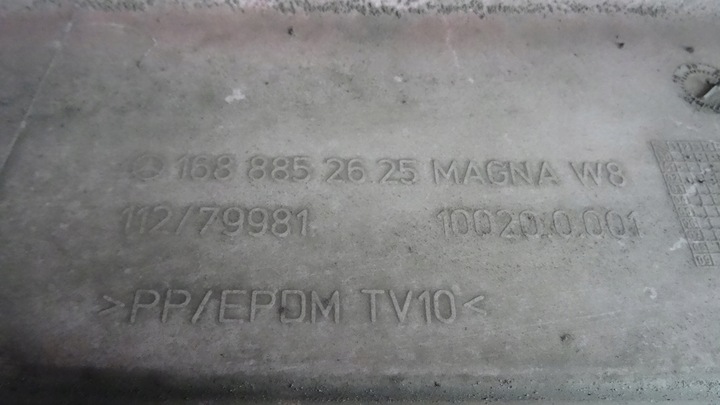 168 885 26 25 MAGNA W8
112/79981 10020.0.001
>PP/EPDM TV10<